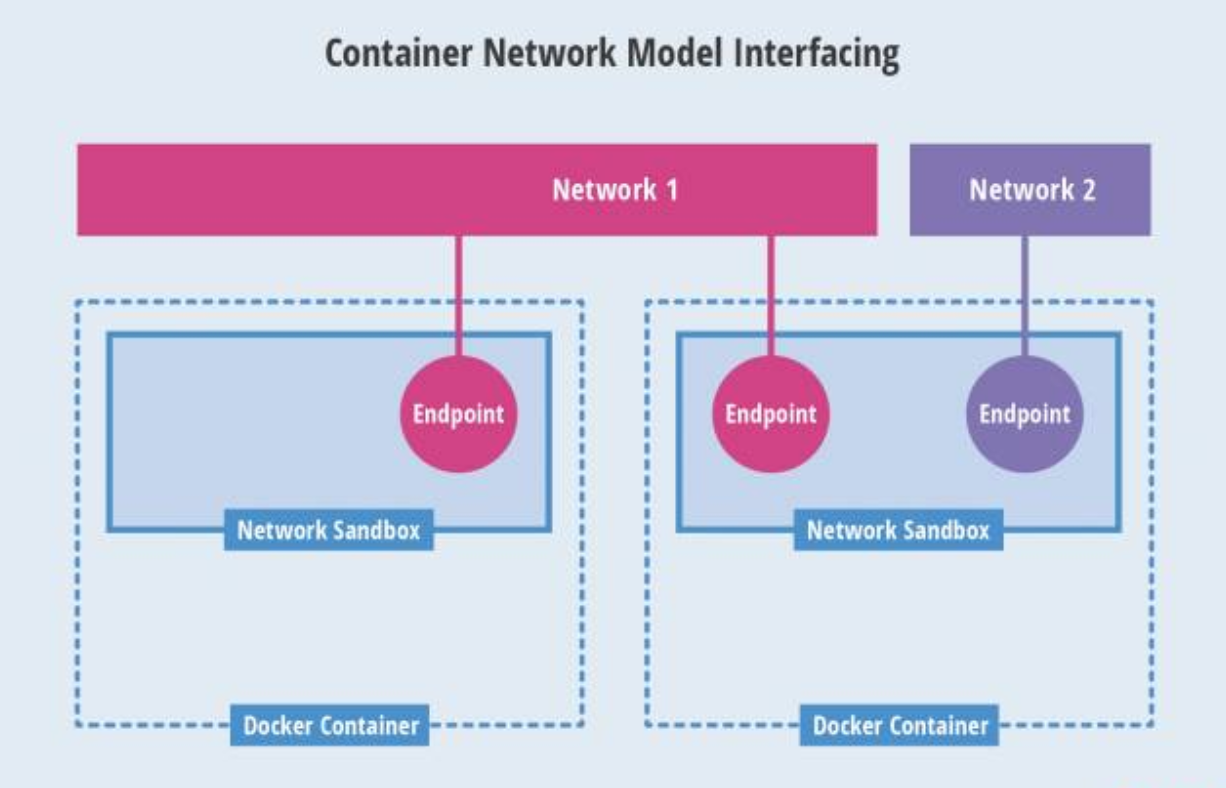 Container Network Model Interfacing
Network 1
Network 2
Endpoint
Endpoint
Endpoint
Network Sandbox
Network Sandbox
Docker Container
Docker Container